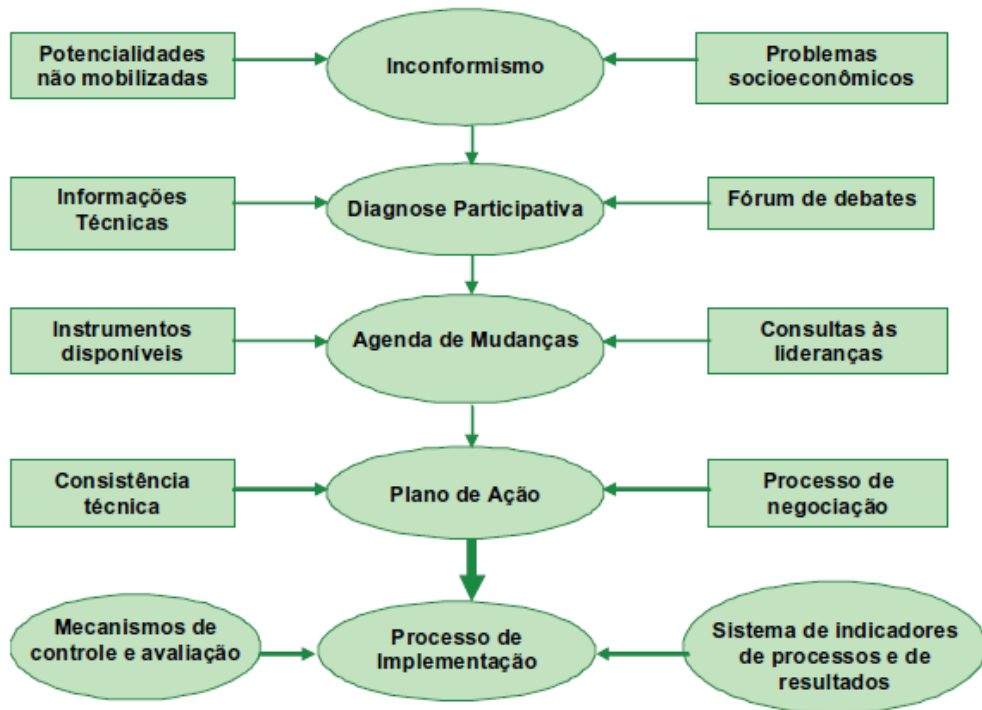 Potencialidades
não mobilizadas
Inconformismo
Problemas
socioeconômicos
Informações
Técnicas
Diagnose Participativa
Fórum de debates
Instrumentos
disponíveis
Agenda de Mudanças
Consultas às
lideranças
Consistência
técnica
Plano de Ação
Processo de
negociação
Mecanismos de
controle e avaliação
Processo de
Implementação
Sistema de indicadores
de processos e de
resultados